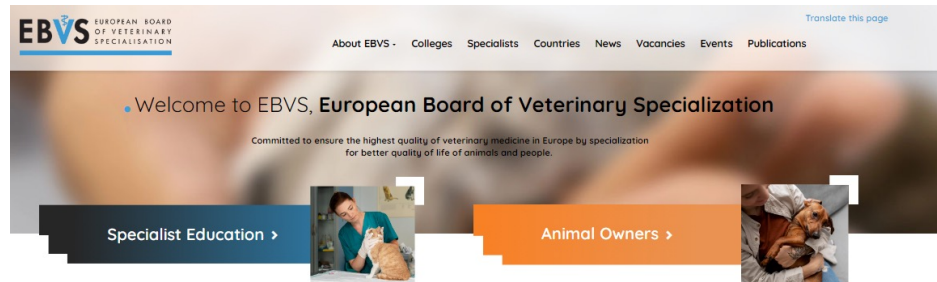 EBVS EUROPEAN BOARD
OF VETERINARY
SPECIALISATION
Translate this page
About EBVS - Colleges Specialists Countries News Vacancies Events Publications
Welcome to EBVS, European Board of Veterinary Specialization
Committed to ensure the highest quality of veterinary medicine in Europe by specialization
for better quality of life of animals and people.
Specialist Education >
Animal Owners >